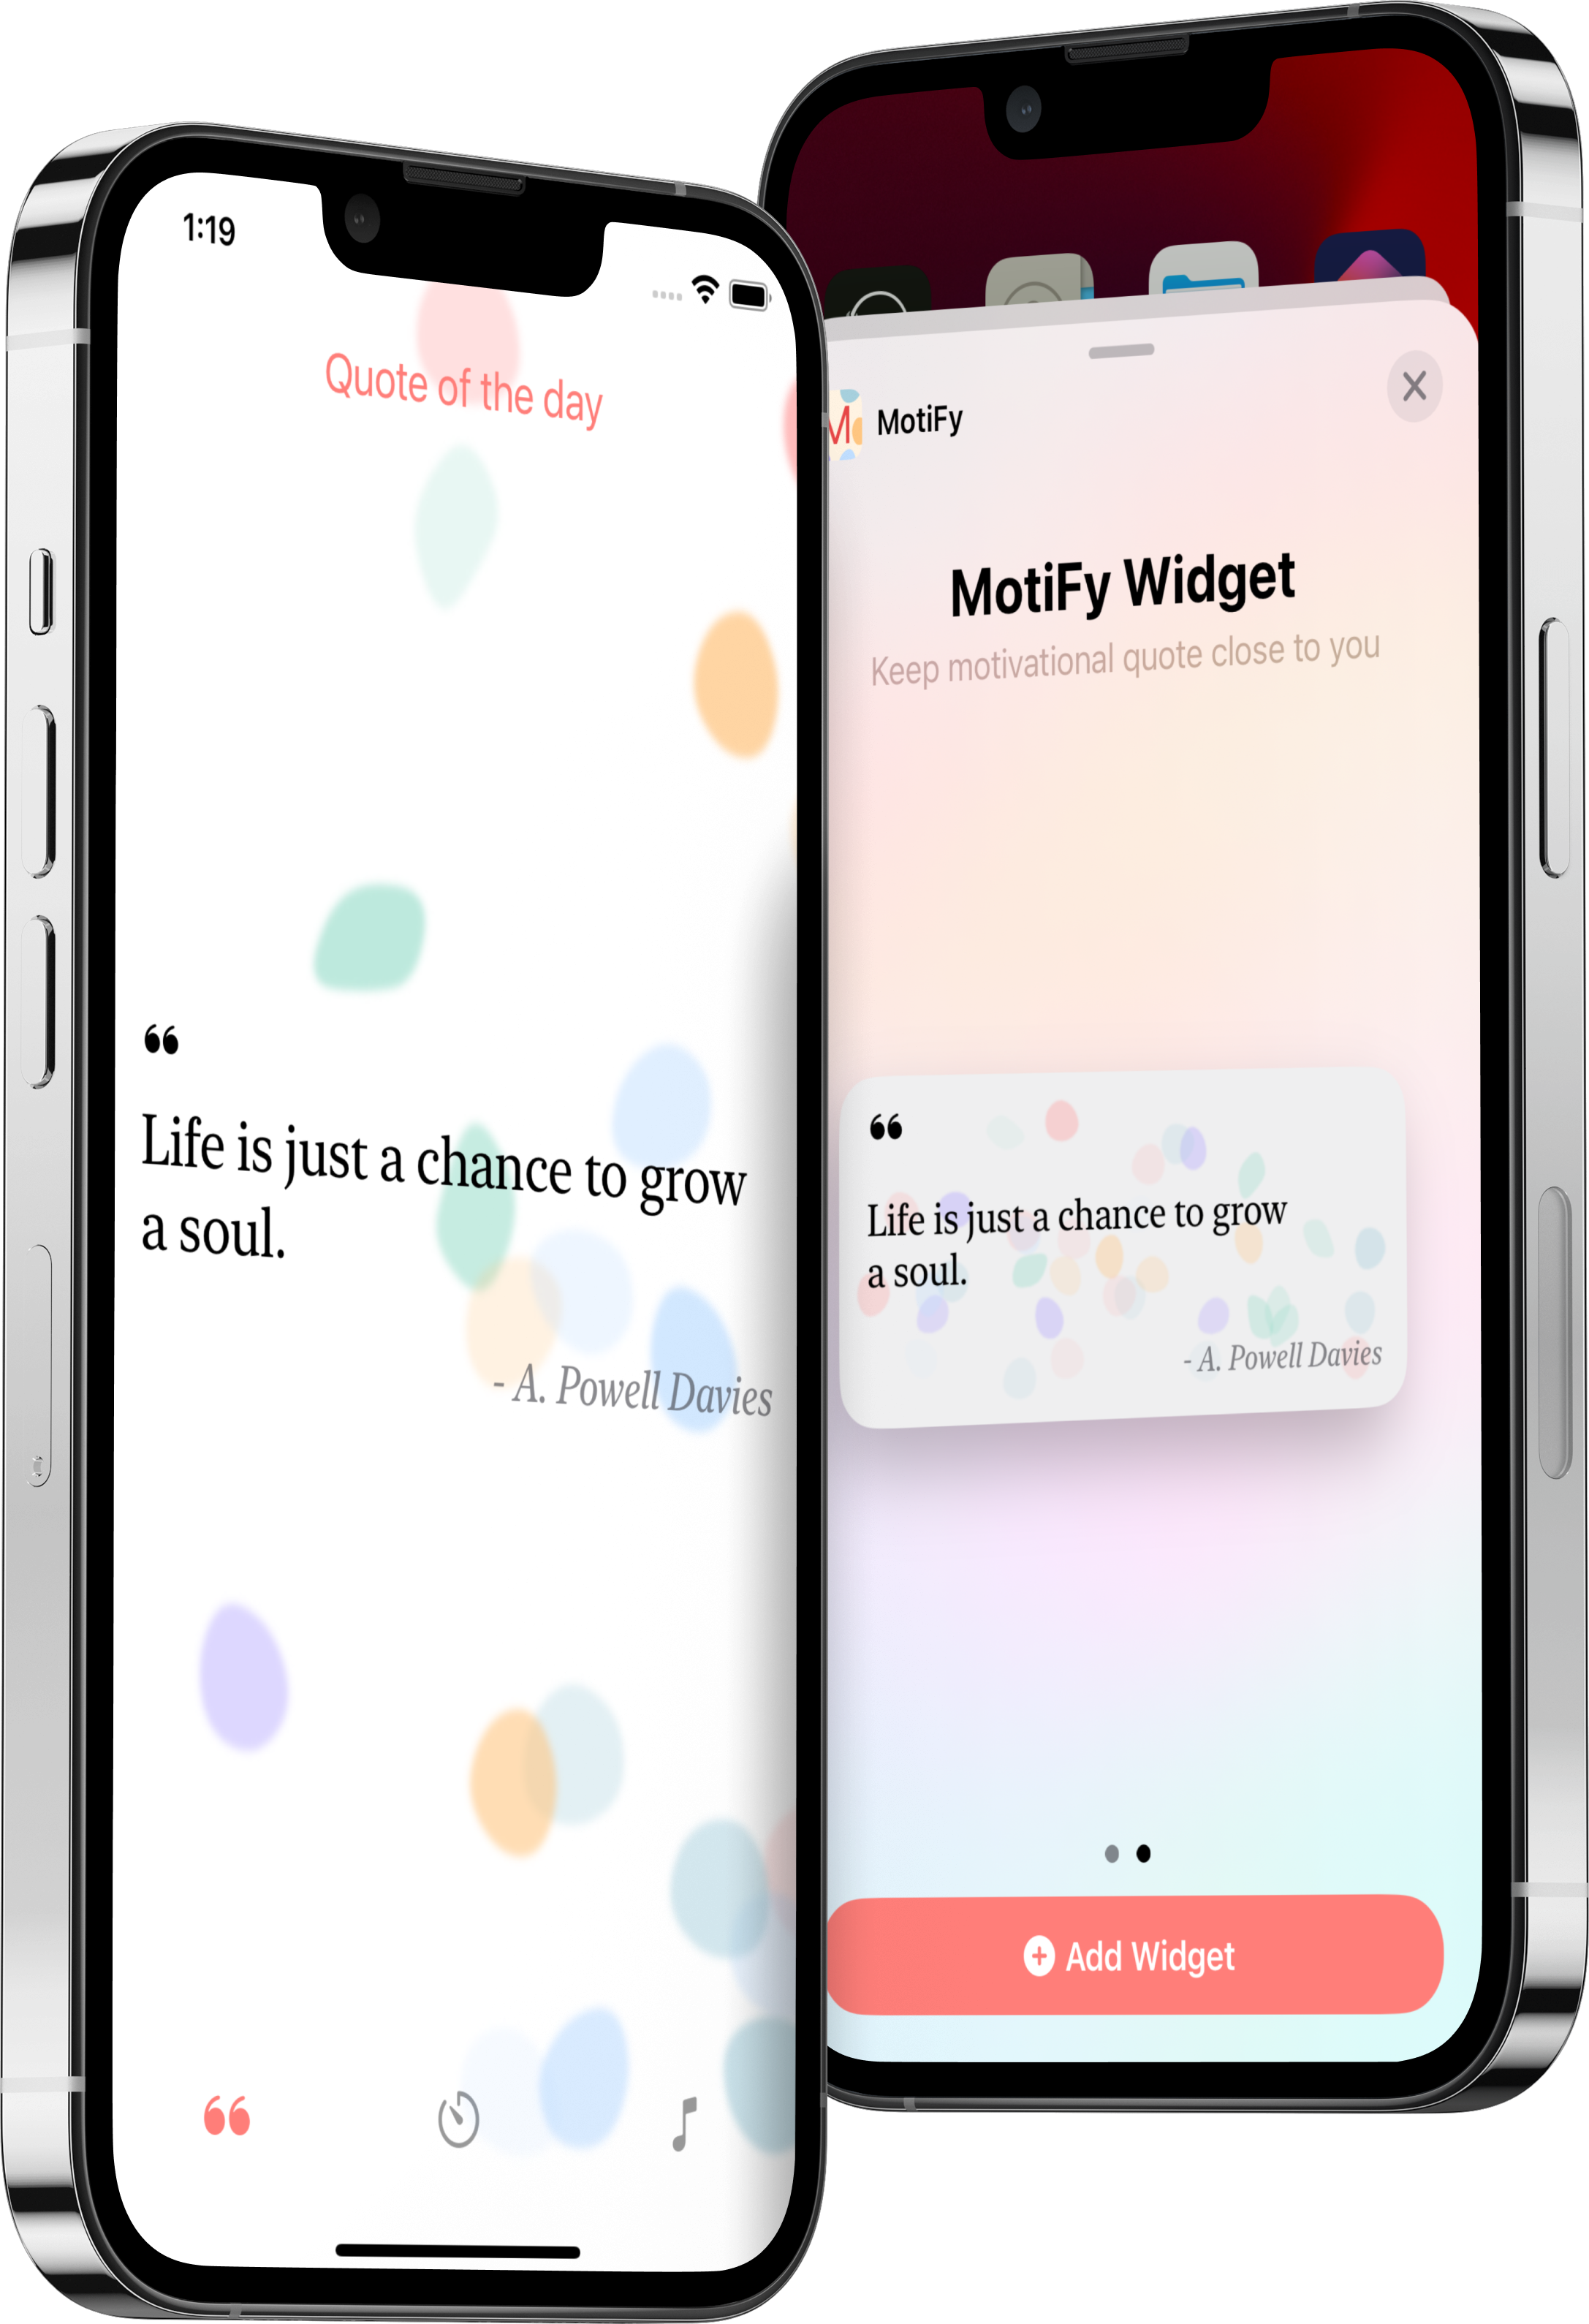 1:19
Quote of the day
“
Life is just a chance to grow
a soul.
- A. Powell Davies
M
MotiFy
MotiFy Widget
Keep motivational quote close to you
“
Life is just a chance to grow
a soul.
- A. Powell Davies
Add Widget